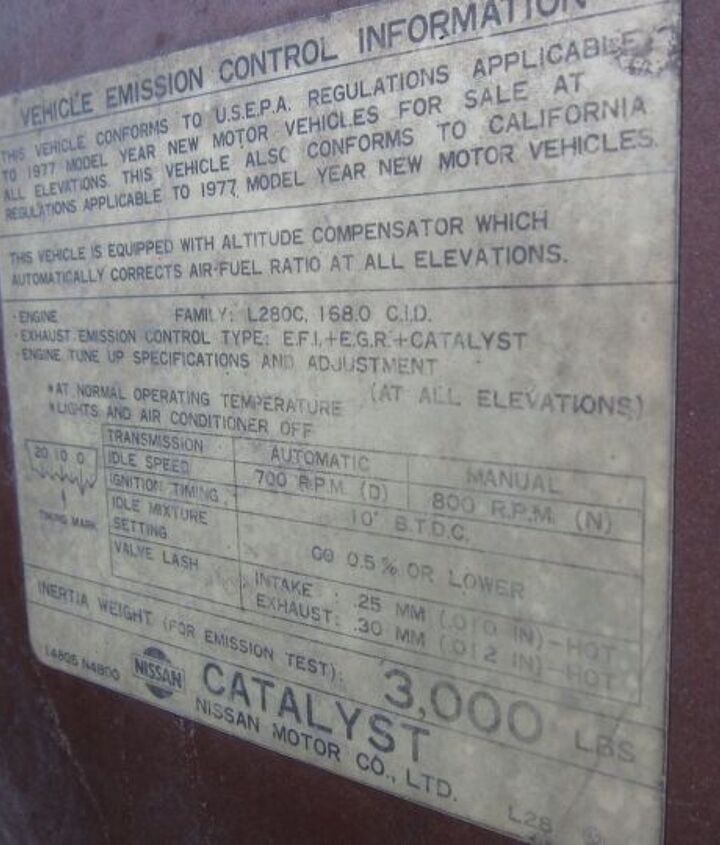 VEHICLE EMISSION CONTROL INFORMATION
THIS VEHICLE CONFORMS TO U.S.E.P.A. REGULATIONS APPLICABLE
TO 1977 MODEL YEAR NEW MOTOR VEHICLES FOR SALE AT
ALL ELEVATIONS. THIS VEHICLE ALSO CONFORMS TO CALIFORNIA
REGULATIONS APPLICABLE TO 1977 MODEL YEAR NEW MOTOR VEHICLES.
THIS VEHICLE IS EQUIPPED WITH ALTITUDE COMPENSATOR WHICH
AUTOMATICALLY CORRECTS AIR-FUEL RATIO AT ALL ELEVATIONS.
·ENGINE FAMILY: L280C, 168.0 C.I.D.
·EXHAUST EMISSION CONTROL TYPE: E.F.I.+E.G.R.+CATALYST
·ENGINE TUNE UP SPECIFICATIONS AND ADJUSTMENT
(AT ALL ELEVATIONS)
*AT NORMAL OPERATING TEMPERATURE
*LIGHTS AND AIR CONDITIONER OFF
20 10 0
TIMING MARK
TRANSMISSION AUTOMATIC MANUAL
IDLE SPEED 700 R.P.M. (D) 800 R.P.M. (N)
IGNITION TIMING 10° B.T.D.C.
IDLE MIXTURE
SETTING CO 0.5% OR LOWER
VALVE LASH INTAKE : .25 MM (.010 IN)-HOT
EXHAUST: .30 MM (.012 IN)-HOT
INERTIA WEIGHT (FOR EMISSION TEST): 3,000 LBS
14805 N4800
NISSAN
CATALYST
NISSAN MOTOR CO., LTD.
L28